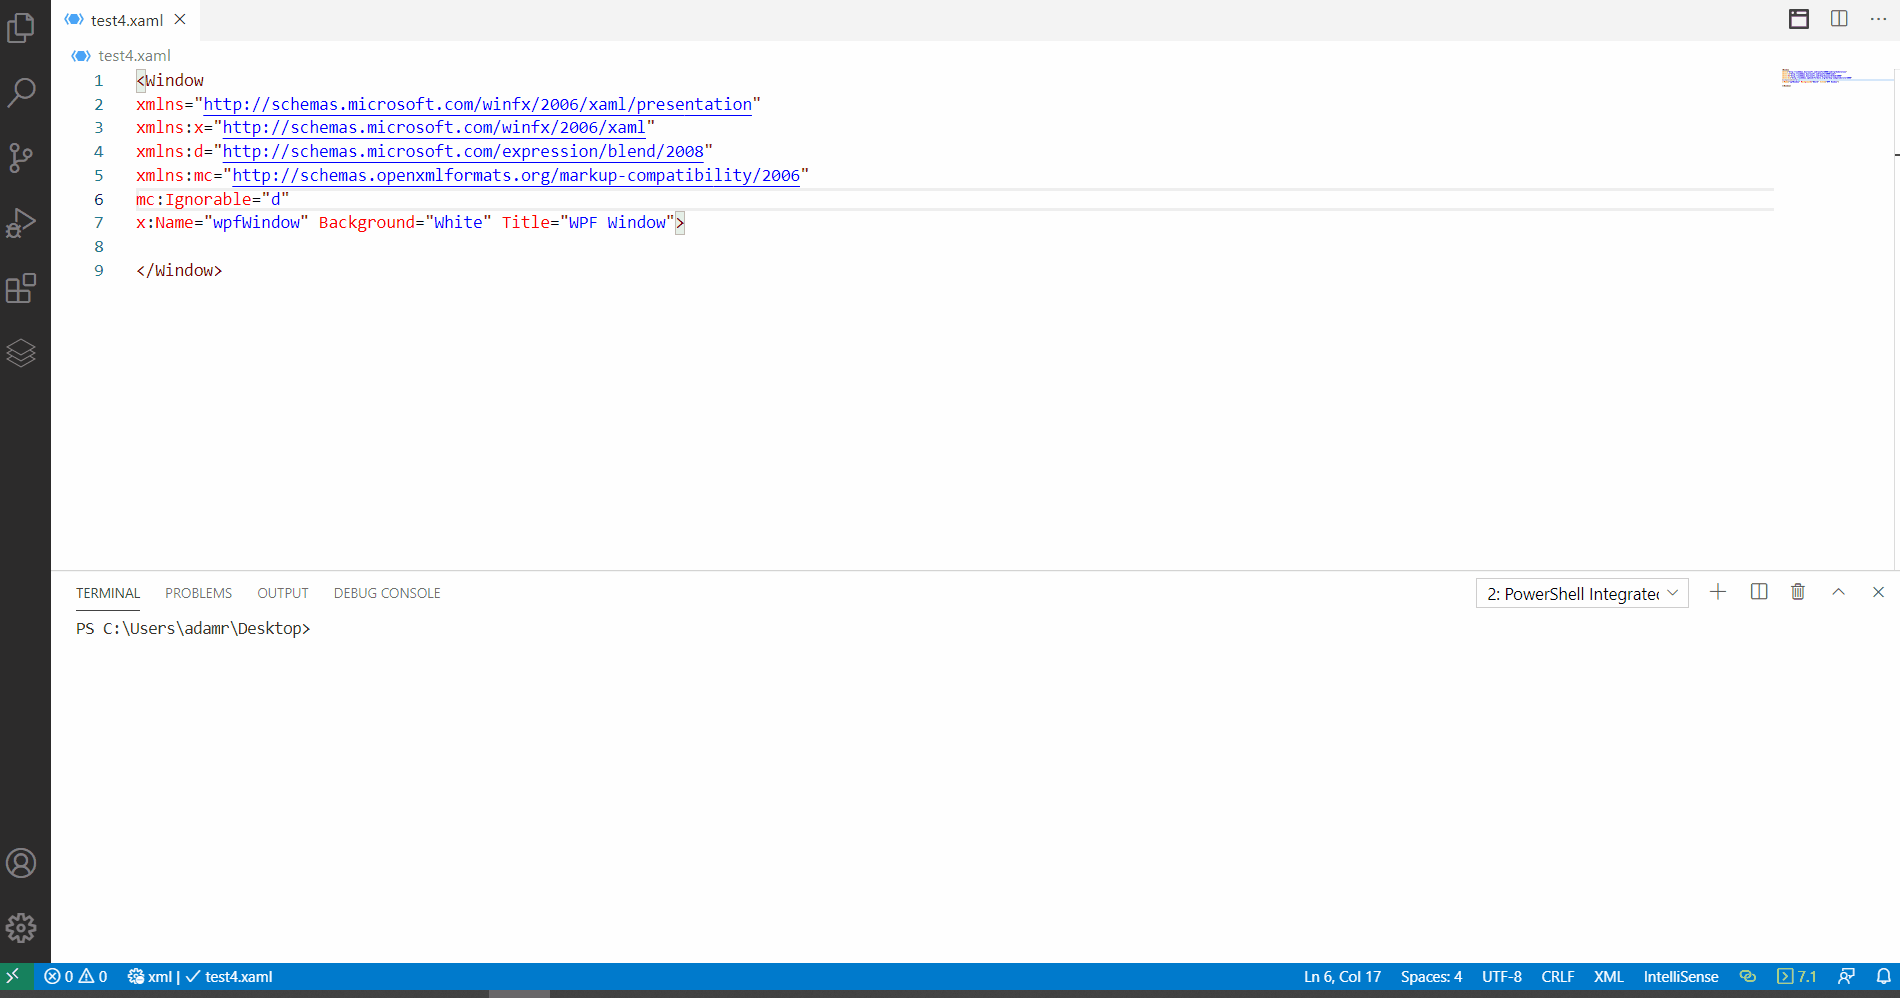 test4.xaml
test4.xaml
1 <Window
2 xmlns="http://schemas.microsoft.com/winfx/2006/xaml/presentation"
3 xmlns:x="http://schemas.microsoft.com/winfx/2006/xaml"
4 xmlns:d="http://schemas.microsoft.com/expression/blend/2008"
5 xmlns:mc="http://schemas.openxmlformats.org/markup-compatibility/2006"
6 mc:Ignorable="d"
7 x:Name="wpfWindow" Background="White" Title="WPF Window">
8
9 </Window>
TERMINAL PROBLEMS OUTPUT DEBUG CONSOLE 2: PowerShell Integrated
PS C:\Users\adamr\Desktop>
0 0 xml | test4.xaml Ln 6, Col 17 Spaces: 4 UTF-8 CRLF XML IntelliSense 7.1